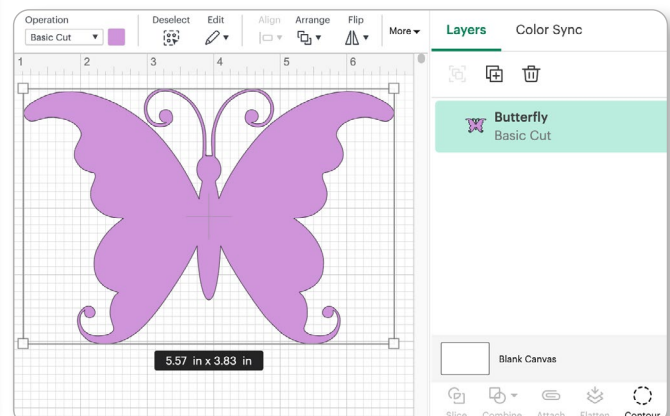 Operation
Basic Cut
Deselect
Edit
Align
Arrange
Flip
More
1 2 3 4 5 6
5.57 in x 3.83 in
Layers
Color Sync
Butterfly
Basic Cut
Blank Canvas
Slice
Combine
Attach
Flatten
Contour